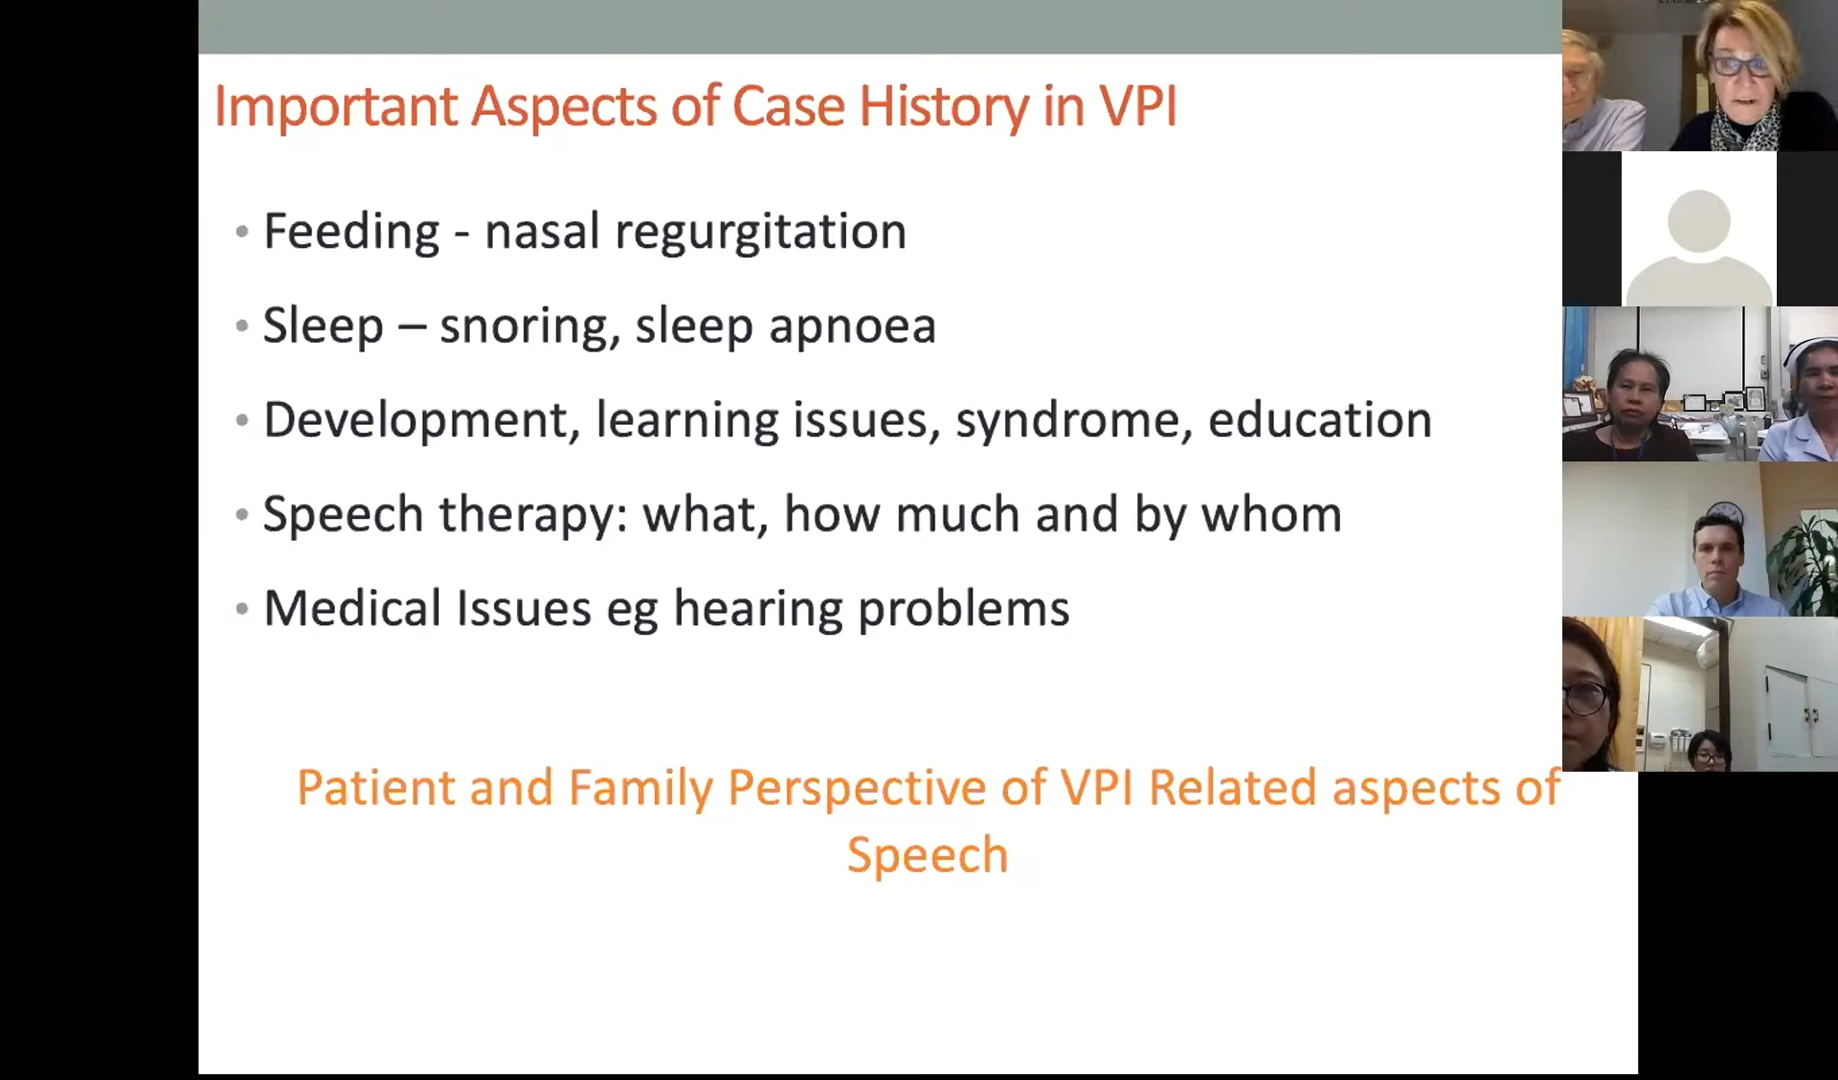 Important Aspects of Case History in VPI
• Feeding - nasal regurgitation
• Sleep – snoring, sleep apnoea
• Development, learning issues, syndrome, education
• Speech therapy: what, how much and by whom
• Medical Issues eg hearing problems
Patient and Family Perspective of VPI Related aspects of
Speech